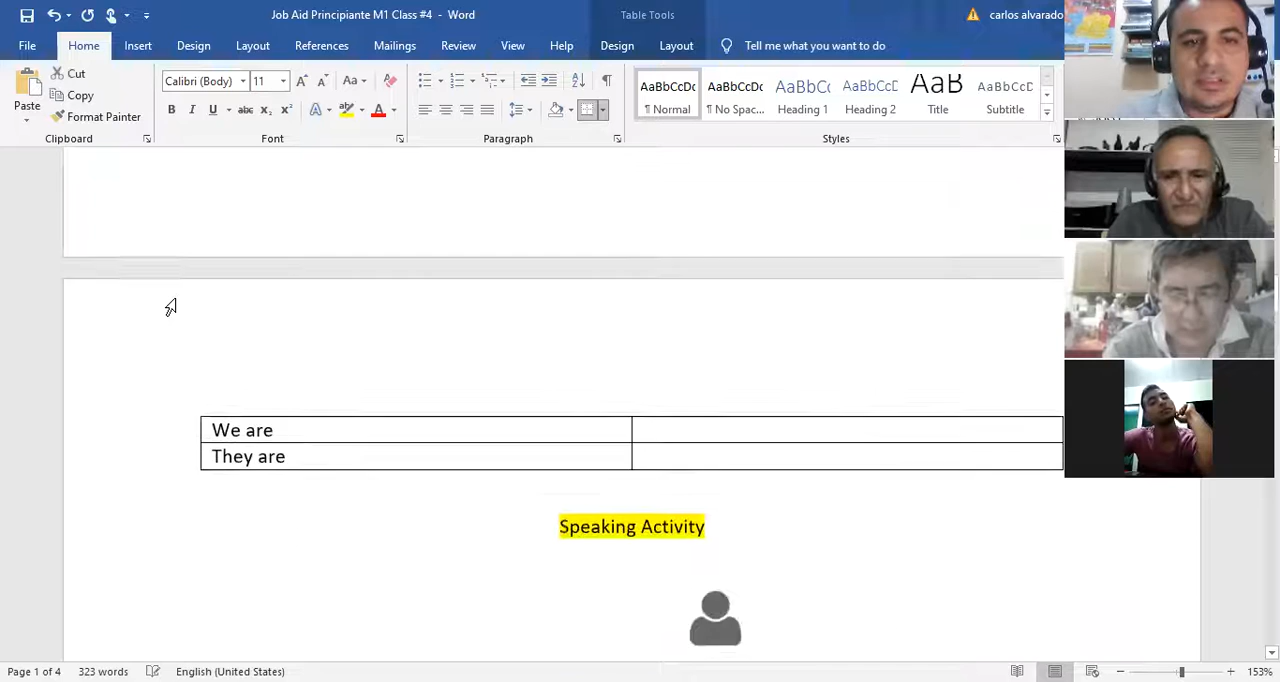 Job Aid Principiante M1 Class #4 - Word
Table Tools
carlos alvarado
File Home Insert Design Layout References Mailings Review View Help Design Layout Tell me what you want to do
Paste
Cut
Copy
Format Painter
Clipboard
Calibri (Body) 11
Font
Paragraph
AaBbCcDc AaBbCcDc AaBbCc AaBbCcD AaB AaBbCcD
¶ Normal ¶ No Spac... Heading 1 Heading 2 Title Subtitle
Styles
We are
They are
Speaking Activity
Page 1 of 4 323 words English (United States) 153%